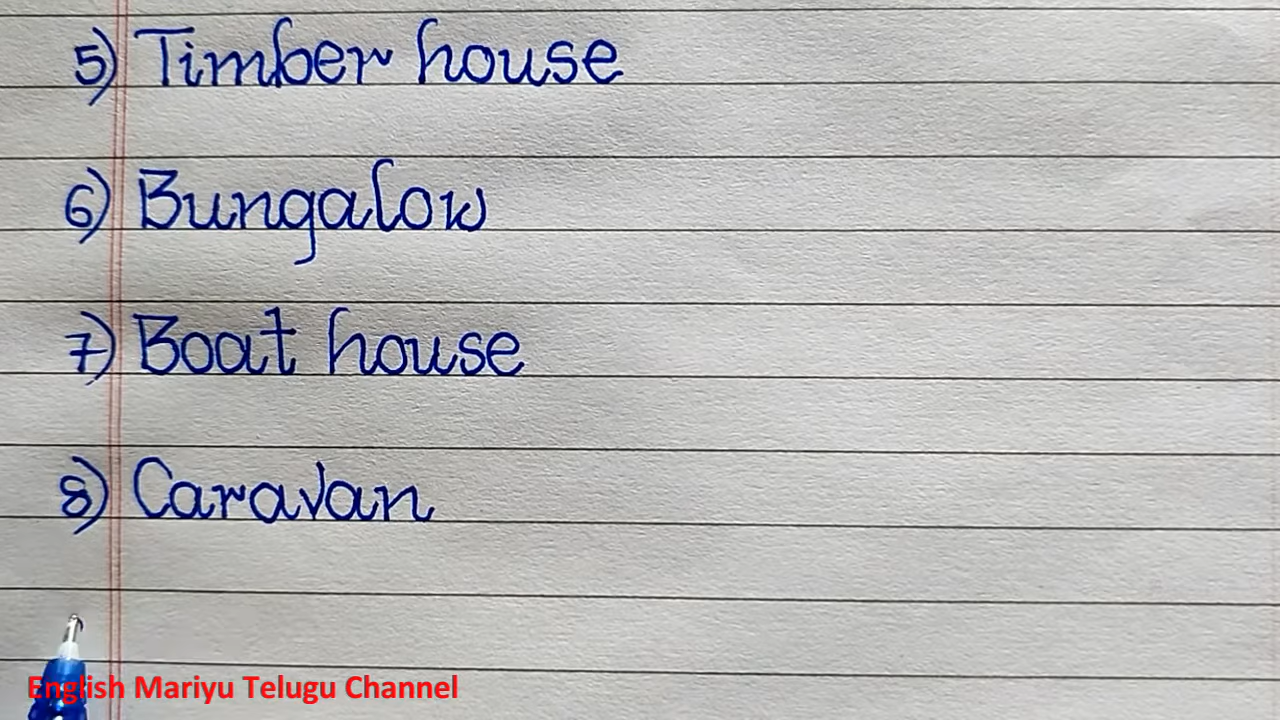 5) Timber house
6) Bungalow
7) Boat house
8) Caravan
English Mariyu Telugu Channel